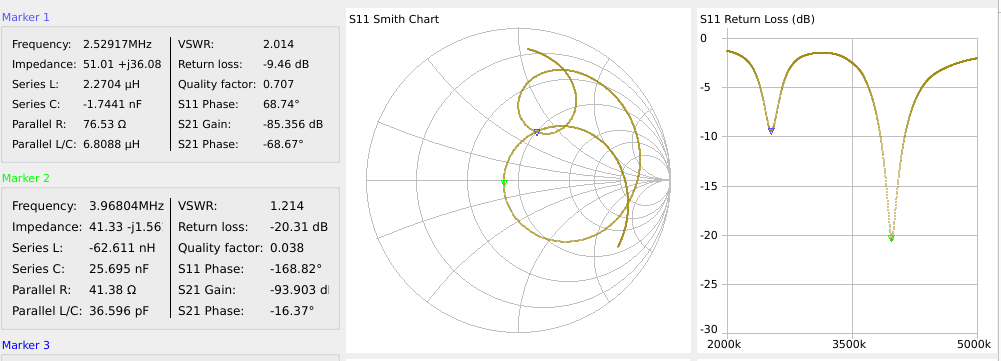 Marker 1
Frequency: 2.52917MHz VSWR: 2.014
Impedance: 51.01 +j36.08 Return loss: -9.46 dB
Series L: 2.2704 µH Quality factor: 0.707
Series C: -1.7441 nF S11 Phase: 68.74°
Parallel R: 76.53 Ω S21 Gain: -85.356 dB
Parallel L/C: 6.8088 µH S21 Phase: -68.67°
Marker 2
Frequency: 3.96804MHz VSWR: 1.214
Impedance: 41.33 -j1.56 Return loss: -20.31 dB
Series L: -62.611 nH Quality factor: 0.038
Series C: 25.695 nF S11 Phase: -168.82°
Parallel R: 41.38 Ω S21 Gain: -93.903 d
Parallel L/C: 36.596 pF S21 Phase: -16.37°
Marker 3
S11 Smith Chart
S11 Return Loss (dB)
0
-5
-10
-15
-20
-25
-30
2000k 3500k 5000k